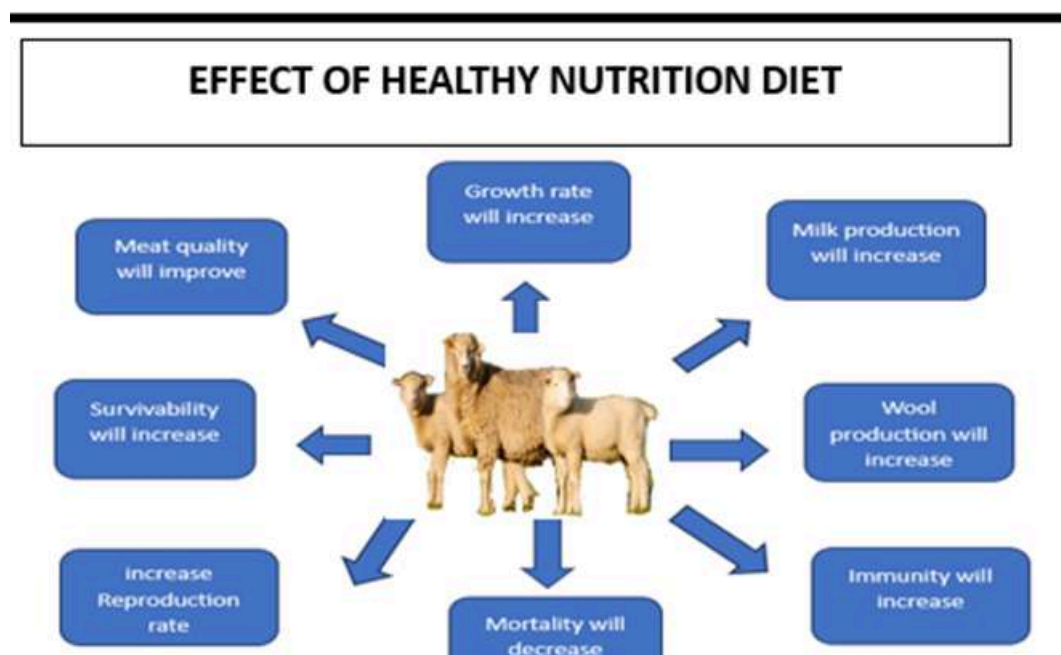 EFFECT OF HEALTHY NUTRITION DIET
Growth rate
will increase
Meat quality
will improve
Milk production
will increase
Survivability
will increase
Wool
production will
increase
increase
Reproduction
rate
Mortality will
decrease
Immunity will
increase